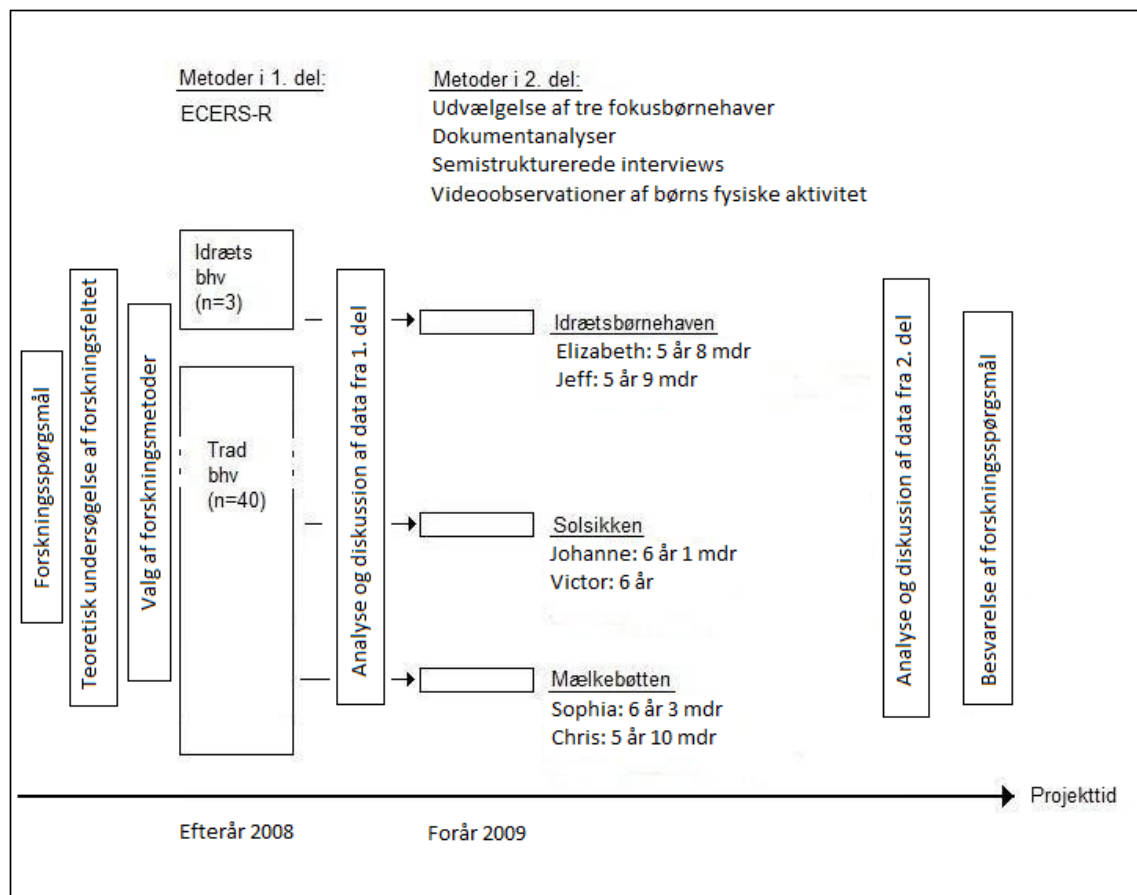 Metoder i 1. del:
ECERS-R
Metoder i 2. del:
Udvælgelse af tre fokusbørnehaver
Dokumentanalyser
Semistrukturerede interviews
Videoobservationer af børns fysiske aktivitet
Forskningsspørgsmål
Teoretisk undersøgelse af forskningsfeltet
Valg af forskningsmetoder
Idræts
bhv
(n=3)
Trad
bhv
(n=40)
Analyse og diskussion af data fra 1. del
Idrætsbørnehaven
Elizabeth: 5 år 8 mdr
Jeff: 5 år 9 mdr
Solsikken
Johanne: 6 år 1 mdr
Victor: 6 år
Mælkebøtten
Sophia: 6 år 3 mdr
Chris: 5 år 10 mdr
Analyse og diskussion af data fra 2. del
Besvarelse af forskningsspørgsmål
Projekttid
Efterår 2008
Forår 2009